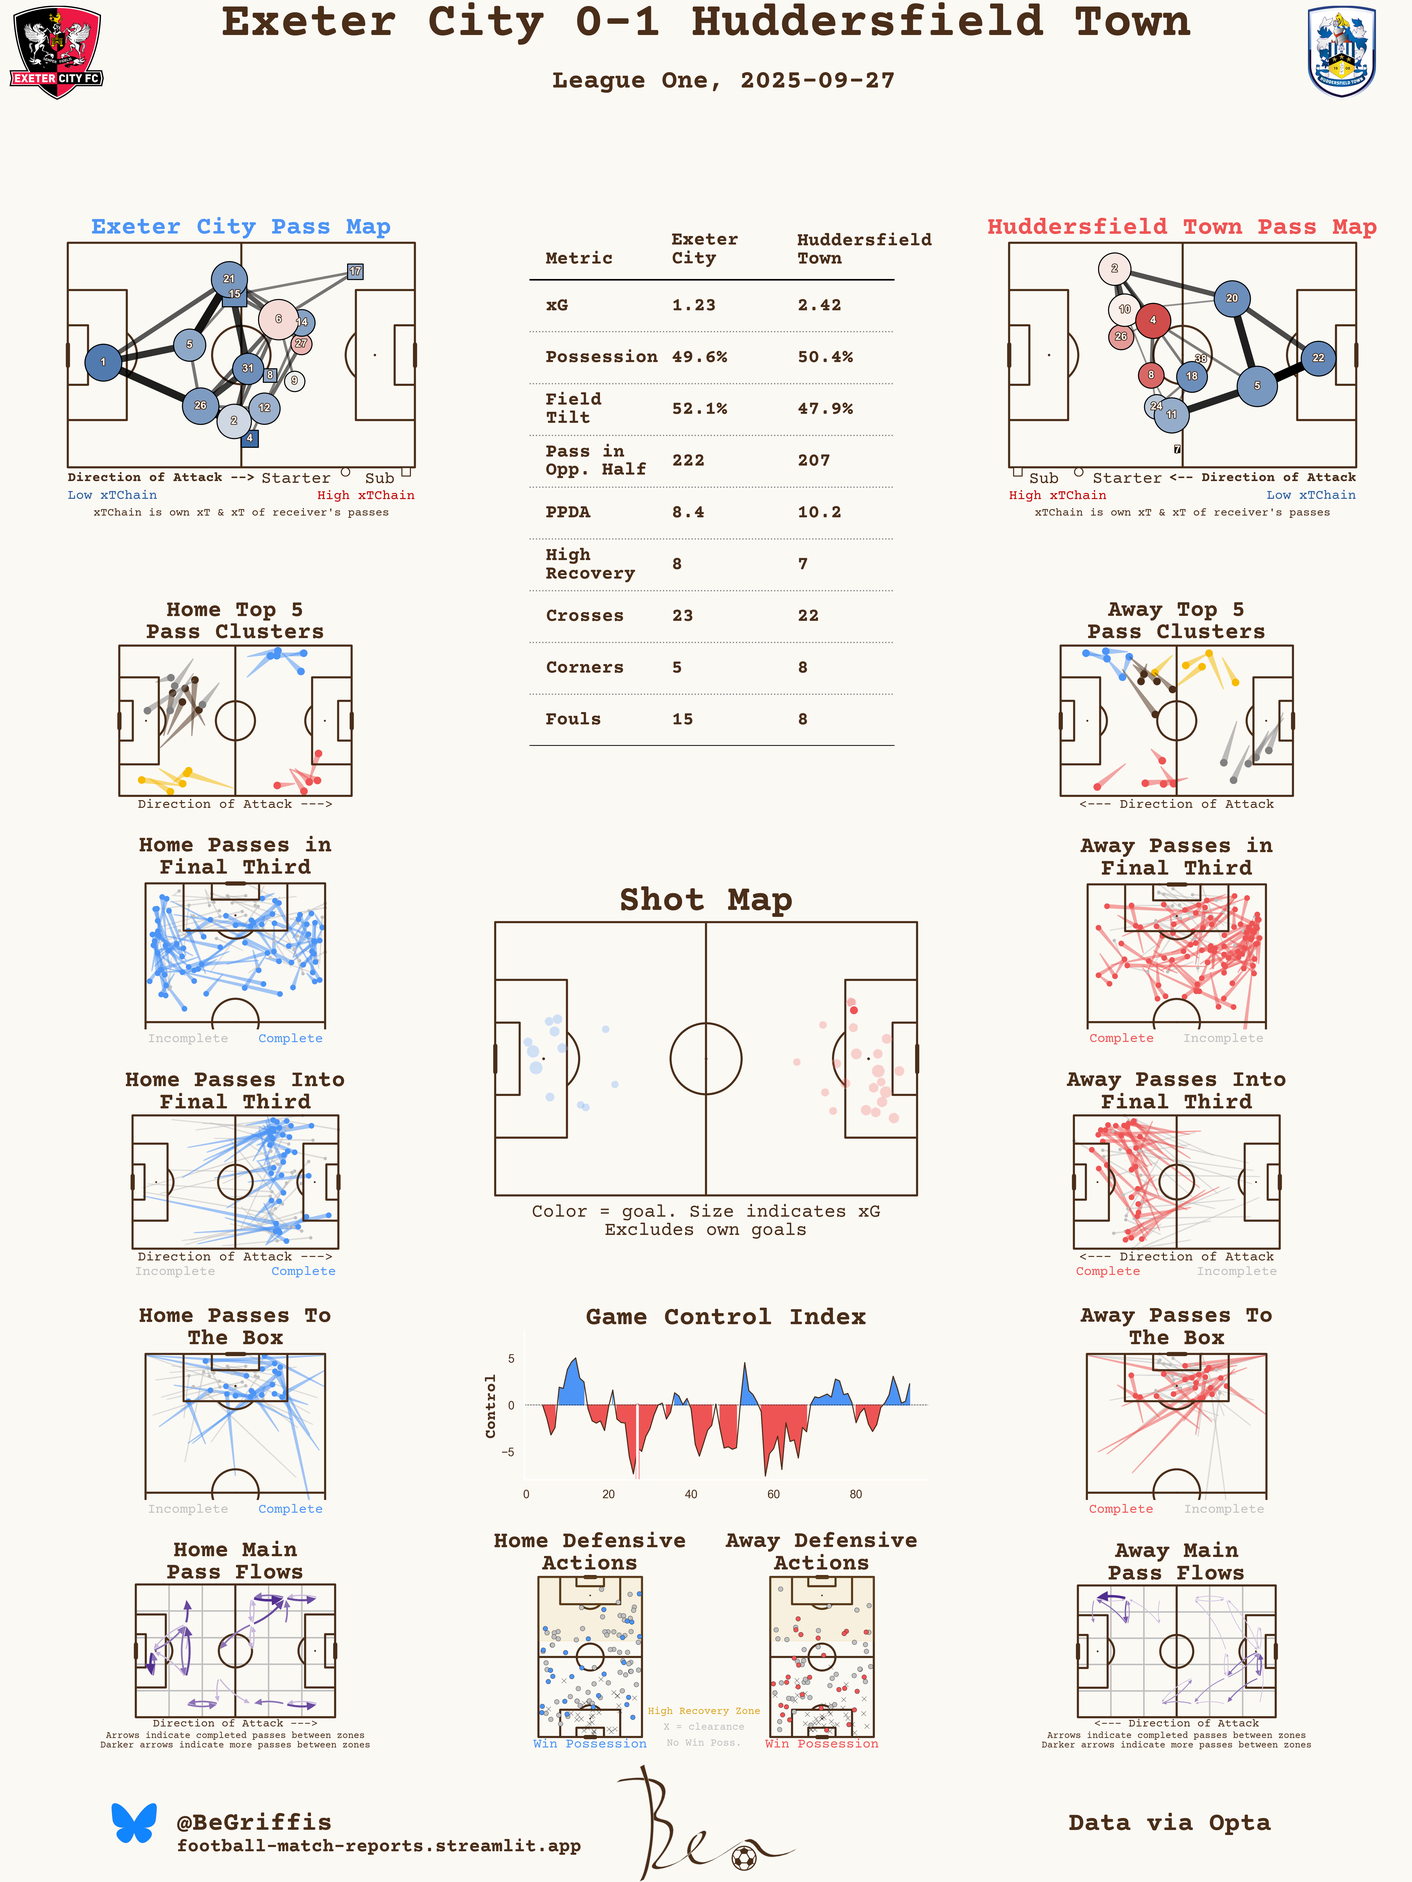 Exeter City 0-1 Huddersfield Town
League One, 2025-09-27
EXETER CITY FC
HUDDERSFIELD TOWN
Exeter City Pass Map
21
15
17
6
14
27
5
1
31
8
9
26
12
2
4
Direction of Attack --> Starter Sub
Low xTChain High xTChain
xTChain is own xT & xT of receiver's passes
Metric Exeter City Huddersfield Town
xG 1.23 2.42
Possession 49.6% 50.4%
Field Tilt 52.1% 47.9%
Pass in Opp. Half 222 207
PPDA 8.4 10.2
High Recovery 8 7
Crosses 23 22
Corners 5 8
Fouls 15 8
Huddersfield Town Pass Map
2
20
10
4
26
38
22
8
18
5
24
11
7
Sub Starter <-- Direction of Attack
High xTChain Low xTChain
xTChain is own xT & xT of receiver's passes
Home Top 5
Pass Clusters
Direction of Attack --->
Away Top 5
Pass Clusters
<--- Direction of Attack
Home Passes in
Final Third
Incomplete Complete
Away Passes in
Final Third
Complete Incomplete
Shot Map
Color = goal. Size indicates xG
Excludes own goals
Home Passes Into
Final Third
Direction of Attack --->
Incomplete Complete
Away Passes Into
Final Third
<--- Direction of Attack
Complete Incomplete
Home Passes To
The Box
Incomplete Complete
Game Control Index
Control
5
0
−5
0 20 40 60 80
Away Passes To
The Box
Complete Incomplete
Home Main
Pass Flows
Direction of Attack --->
Arrows indicate completed passes between zones
Darker arrows indicate more passes between zones
Home Defensive
Actions
Win Possession
High Recovery Zone
X = clearance
No Win Poss.
Away Defensive
Actions
Win Possession
Away Main
Pass Flows
<--- Direction of Attack
Arrows indicate completed passes between zones
Darker arrows indicate more passes between zones
@BeGriffis
football-match-reports.streamlit.app
Ben
Data via Opta